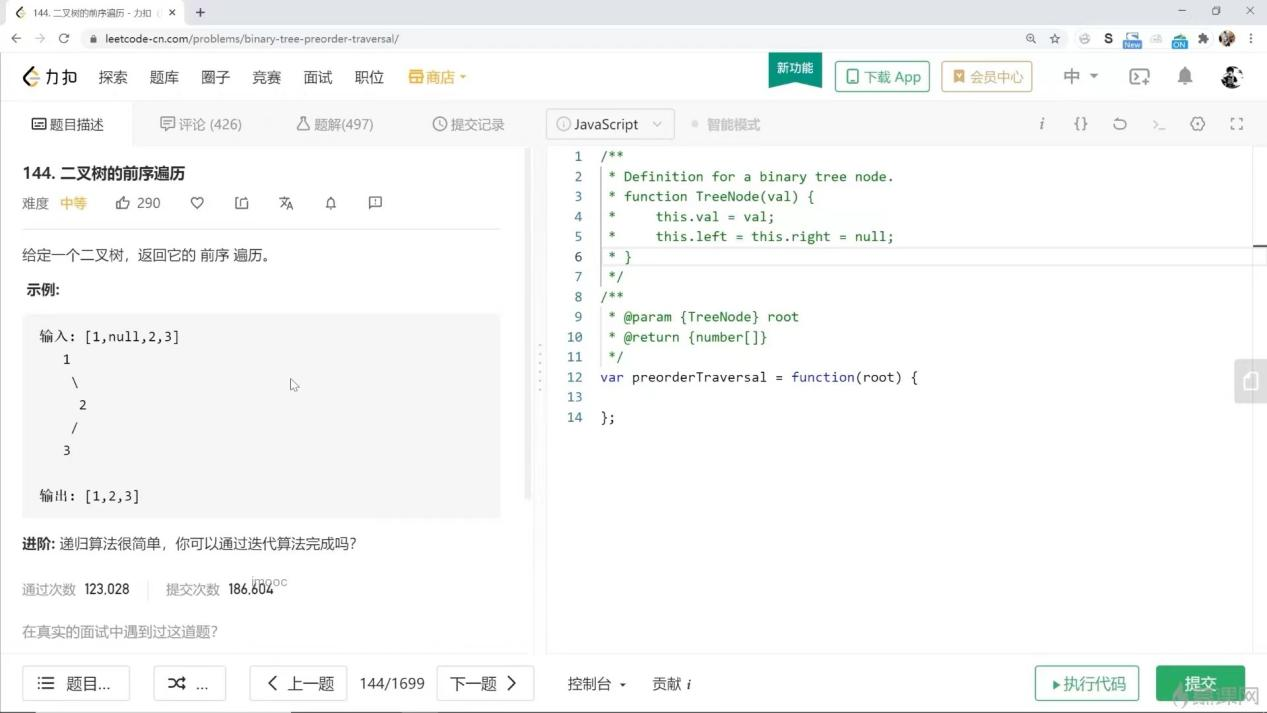 144. 二叉树的前序遍历 - 力扣
leetcode-cn.com/problems/binary-tree-preorder-traversal/
S
New
ON
力扣 探索 题库 圈子 竞赛 面试 职位 商店
新功能
下载 App
会员中心
中
题目描述
评论 (426)
题解(497)
提交记录
JavaScript
智能模式
144. 二叉树的前序遍历
难度 中等 290
给定一个二叉树，返回它的 前序 遍历。
示例:
输入: [1,null,2,3]
1
\
2
/
3
输出: [1,2,3]
进阶: 递归算法很简单，你可以通过迭代算法完成吗？
通过次数 123,028 提交次数 186,604
imooc
在真实的面试中遇到过这道题？
1 /**
2 * Definition for a binary tree node.
3 * function TreeNode(val) {
4 * this.val = val;
5 * this.left = this.right = null;
6 * }
7 */
8 /**
9 * @param {TreeNode} root
10 * @return {number[]}
11 */
12 var preorderTraversal = function(root) {
13
14 };
题目...
...
上一题
144/1699
下一题
控制台
贡献 i
执行代码
提交
慕课网